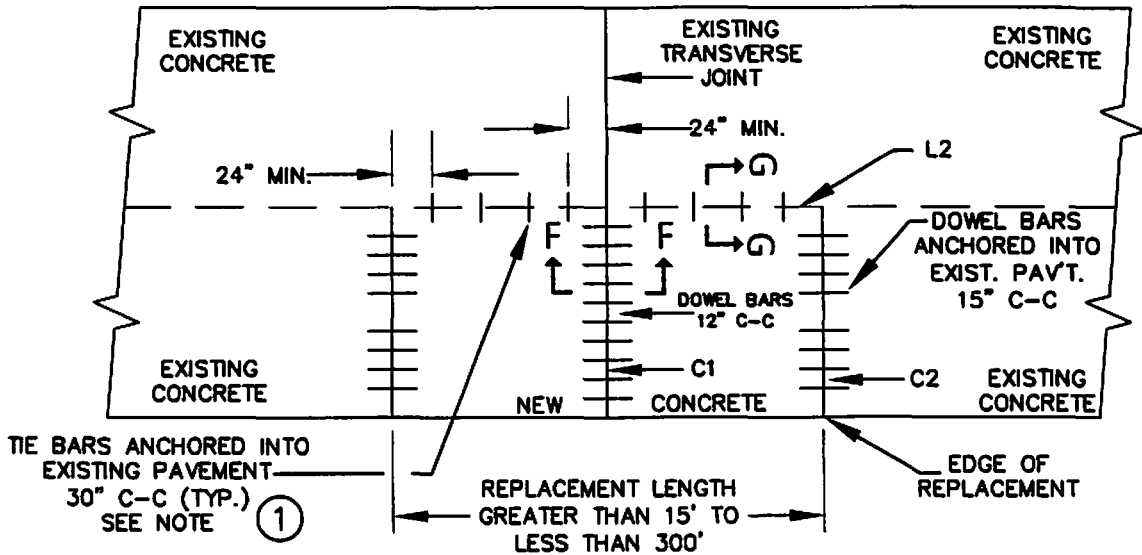 EXISTING
CONCRETE
EXISTING
TRANSVERSE
JOINT
EXISTING
CONCRETE
24" MIN.
24" MIN.
L2
G
G
F
F
DOWEL BARS
ANCHORED INTO
EXIST. PAV'T.
15" C-C
DOWEL BARS
12" C-C
EXISTING
CONCRETE
C1
C2
EXISTING
CONCRETE
NEW
CONCRETE
TIE BARS ANCHORED INTO
EXISTING PAVEMENT
30" C-C (TYP.)
SEE NOTE 1
REPLACEMENT LENGTH
GREATER THAN 15' TO
LESS THAN 300'
EDGE OF
REPLACEMENT